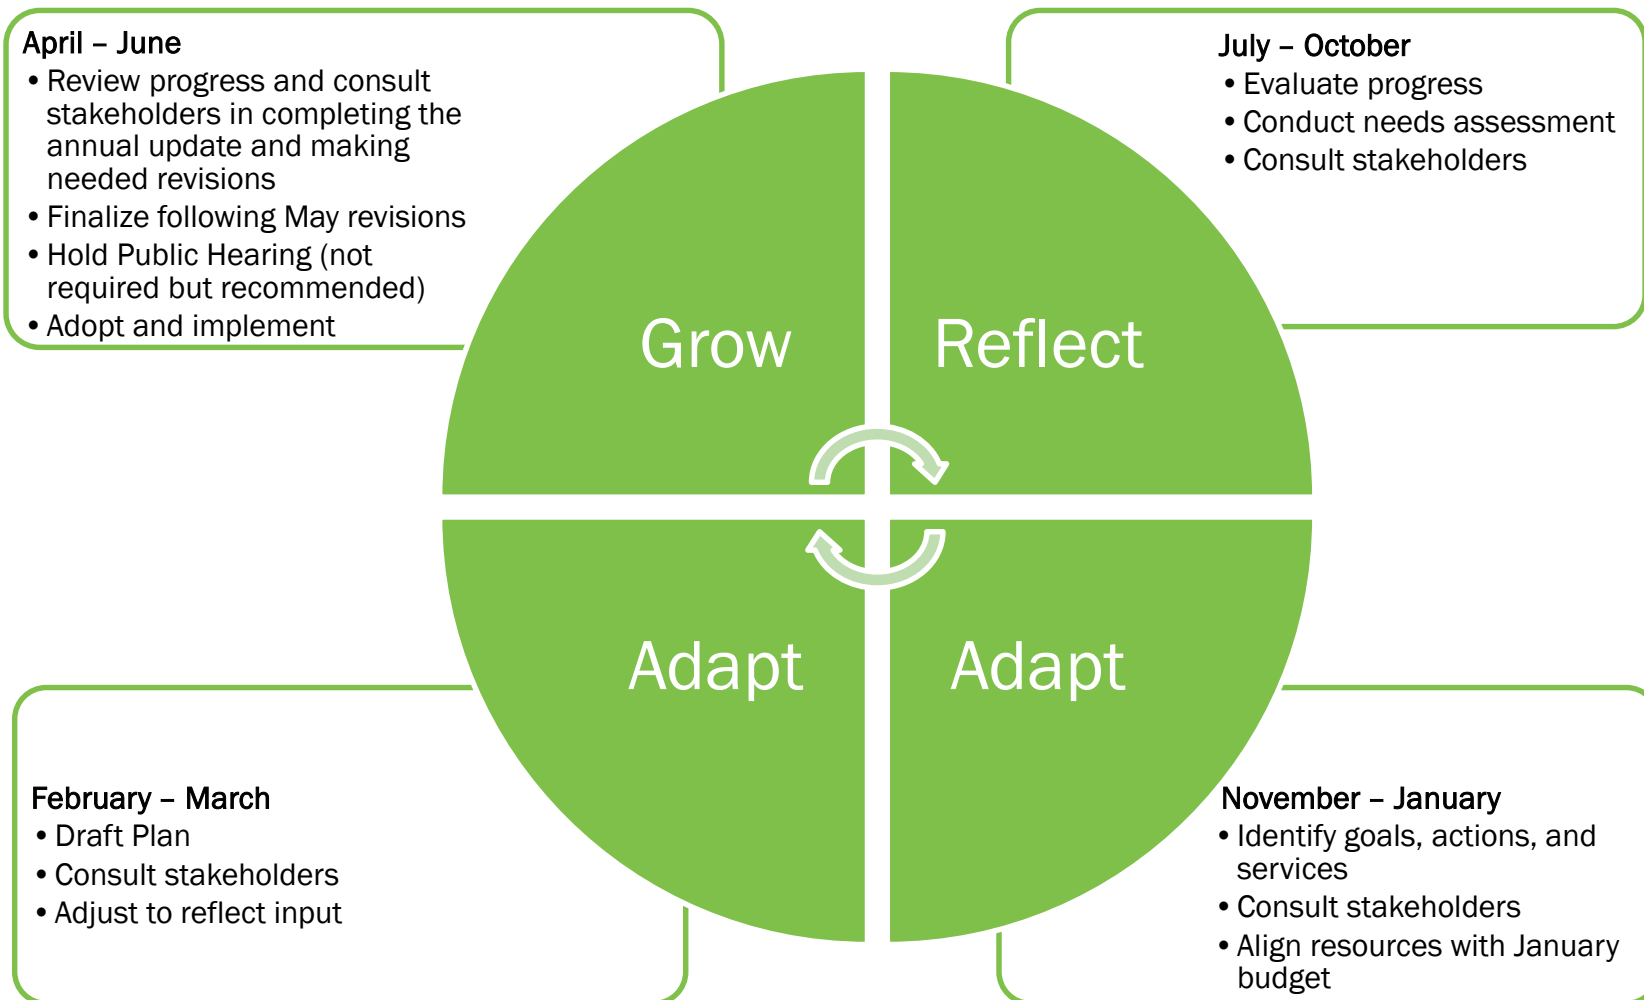 April – June
• Review progress and consult
stakeholders in completing the
annual update and making
needed revisions
• Finalize following May revisions
• Hold Public Hearing (not
required but recommended)
• Adopt and implement
July – October
• Evaluate progress
• Conduct needs assessment
• Consult stakeholders
Grow
Reflect
Adapt
Adapt
February – March
• Draft Plan
• Consult stakeholders
• Adjust to reflect input
November – January
• Identify goals, actions, and
services
• Consult stakeholders
• Align resources with January
budget